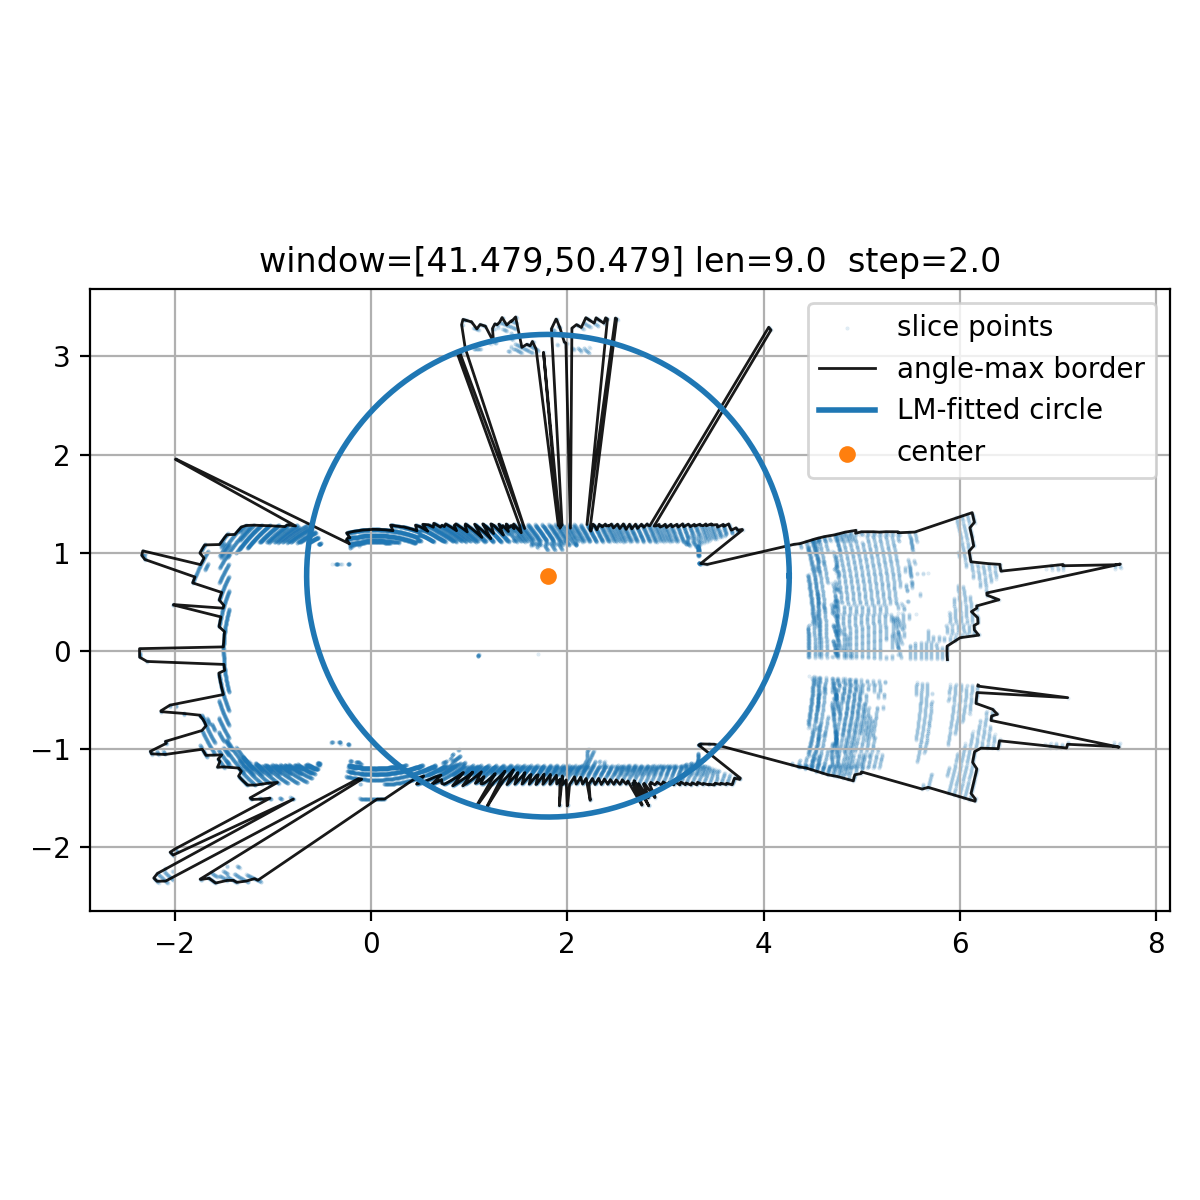 window=[41.479,50.479] len=9.0  step=2.0
slice points
angle-max border
LM-fitted circle
center
3
2
1
0
−1
−2
−2 0 2 4 6 8